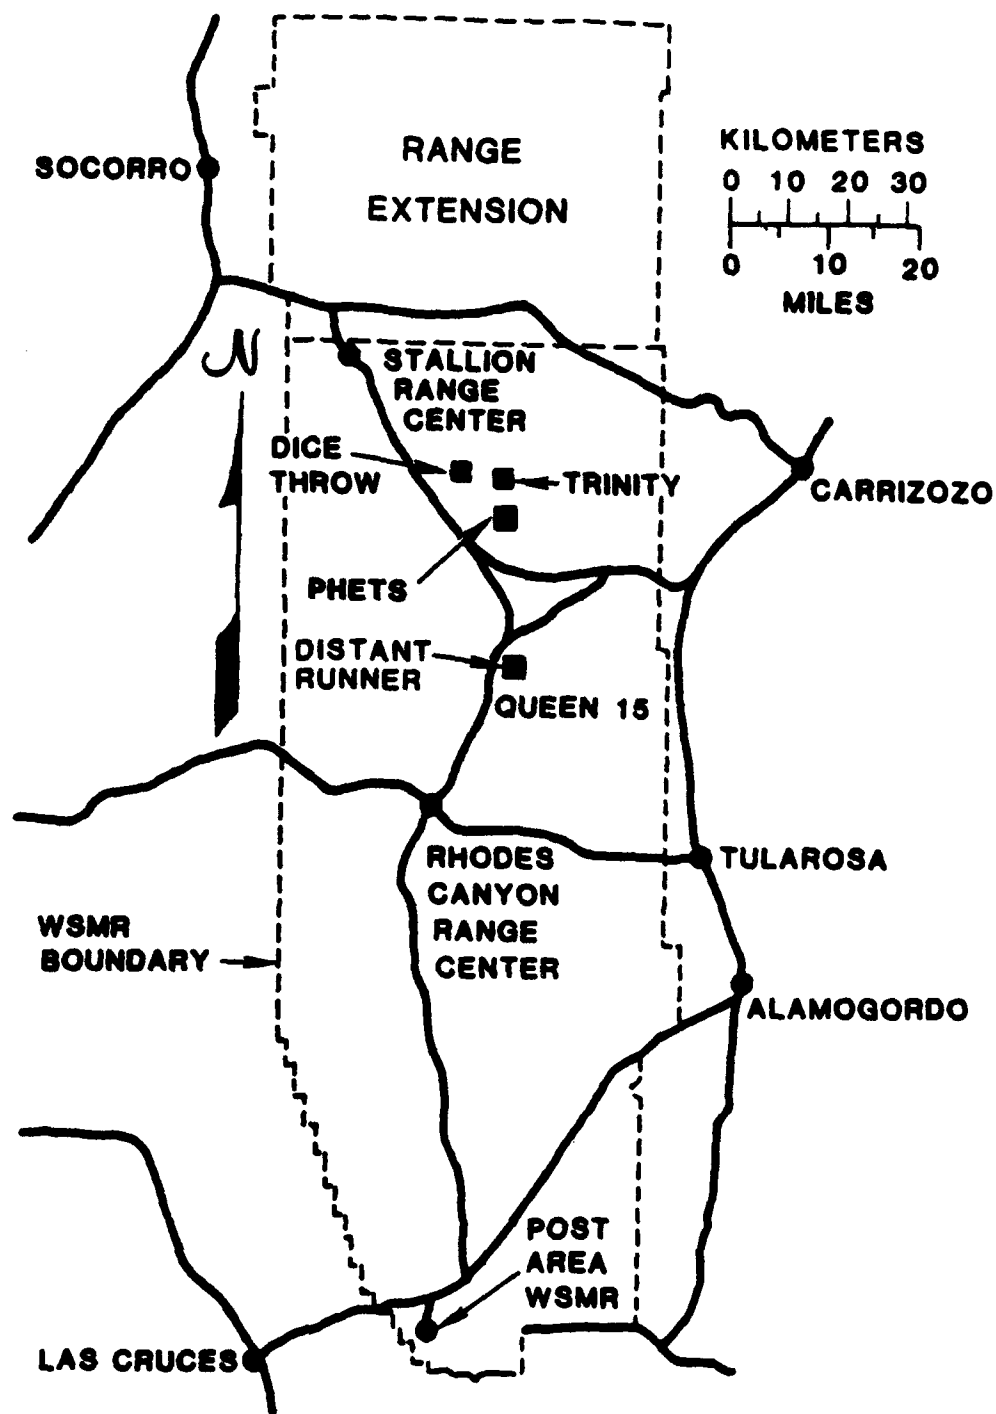 RANGE
EXTENSION
KILOMETERS
0 10 20 30
0 10 20
MILES
SOCORRO
N
STALLION
RANGE
CENTER
DICE
THROW
TRINITY
CARRIZOZO
PHETS
DISTANT
RUNNER
QUEEN 15
RHODES
CANYON
RANGE
CENTER
TULAROSA
WSMR
BOUNDARY
ALAMOGORDO
POST
AREA
WSMR
LAS CRUCES